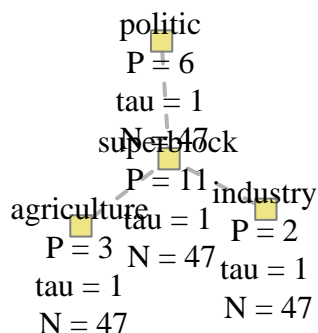 politic
P = 6
tau = 1
N = 47
superblock
P = 11
tau = 1
N = 47
agriculture
P = 3
tau = 1
N = 47
industry
P = 2
tau = 1
N = 47